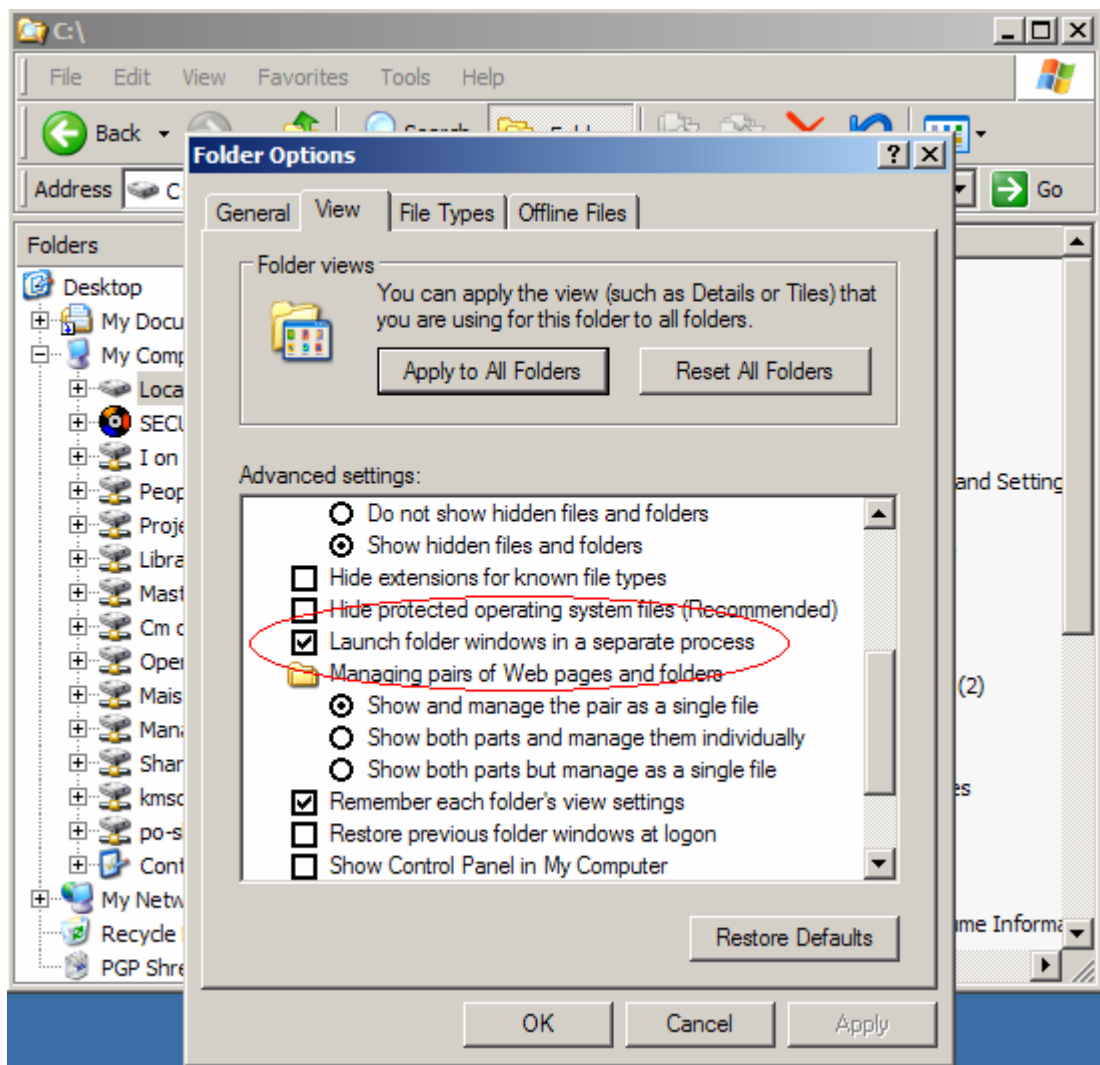 C:\
File Edit View Favorites Tools Help
Back
Folder Options
Address
Go
General View File Types Offline Files
Folders
Folder views
Desktop
You can apply the view (such as Details or Tiles) that
you are using for this folder to all folders.
My Docu
My Comp
Apply to All Folders Reset All Folders
Loca
SECU
I on
Advanced settings:
Peop
and Setting
Proje
Do not show hidden files and folders
Show hidden files and folders
Libra
Hide extensions for known file types
Mast
Hide protected operating system files (Recommended)
Cm c
Launch folder windows in a separate process
Oper
Managing pairs of Web pages and folders
Mais
(2)
Show and manage the pair as a single file
Mana
Show both parts and manage them individually
Shar
Show both parts but manage as a single file
kmsc
es
Remember each folder's view settings
po-s
Restore previous folder windows at logon
Cont
Show Control Panel in My Computer
My Netw
Recycle
ume Informa
Restore Defaults
PGP Shre
OK Cancel Apply